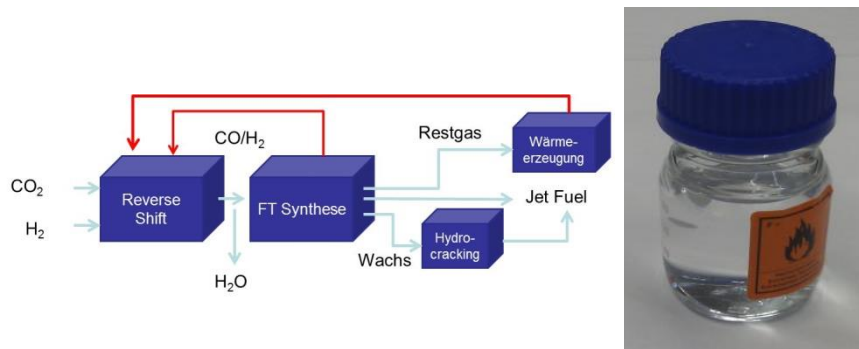 CO₂
H₂
Reverse
Shift
H₂O
CO/H₂
FT Synthese
Restgas
Wärme-
erzeugung
Jet Fuel
Wachs
Hydro-
cracking